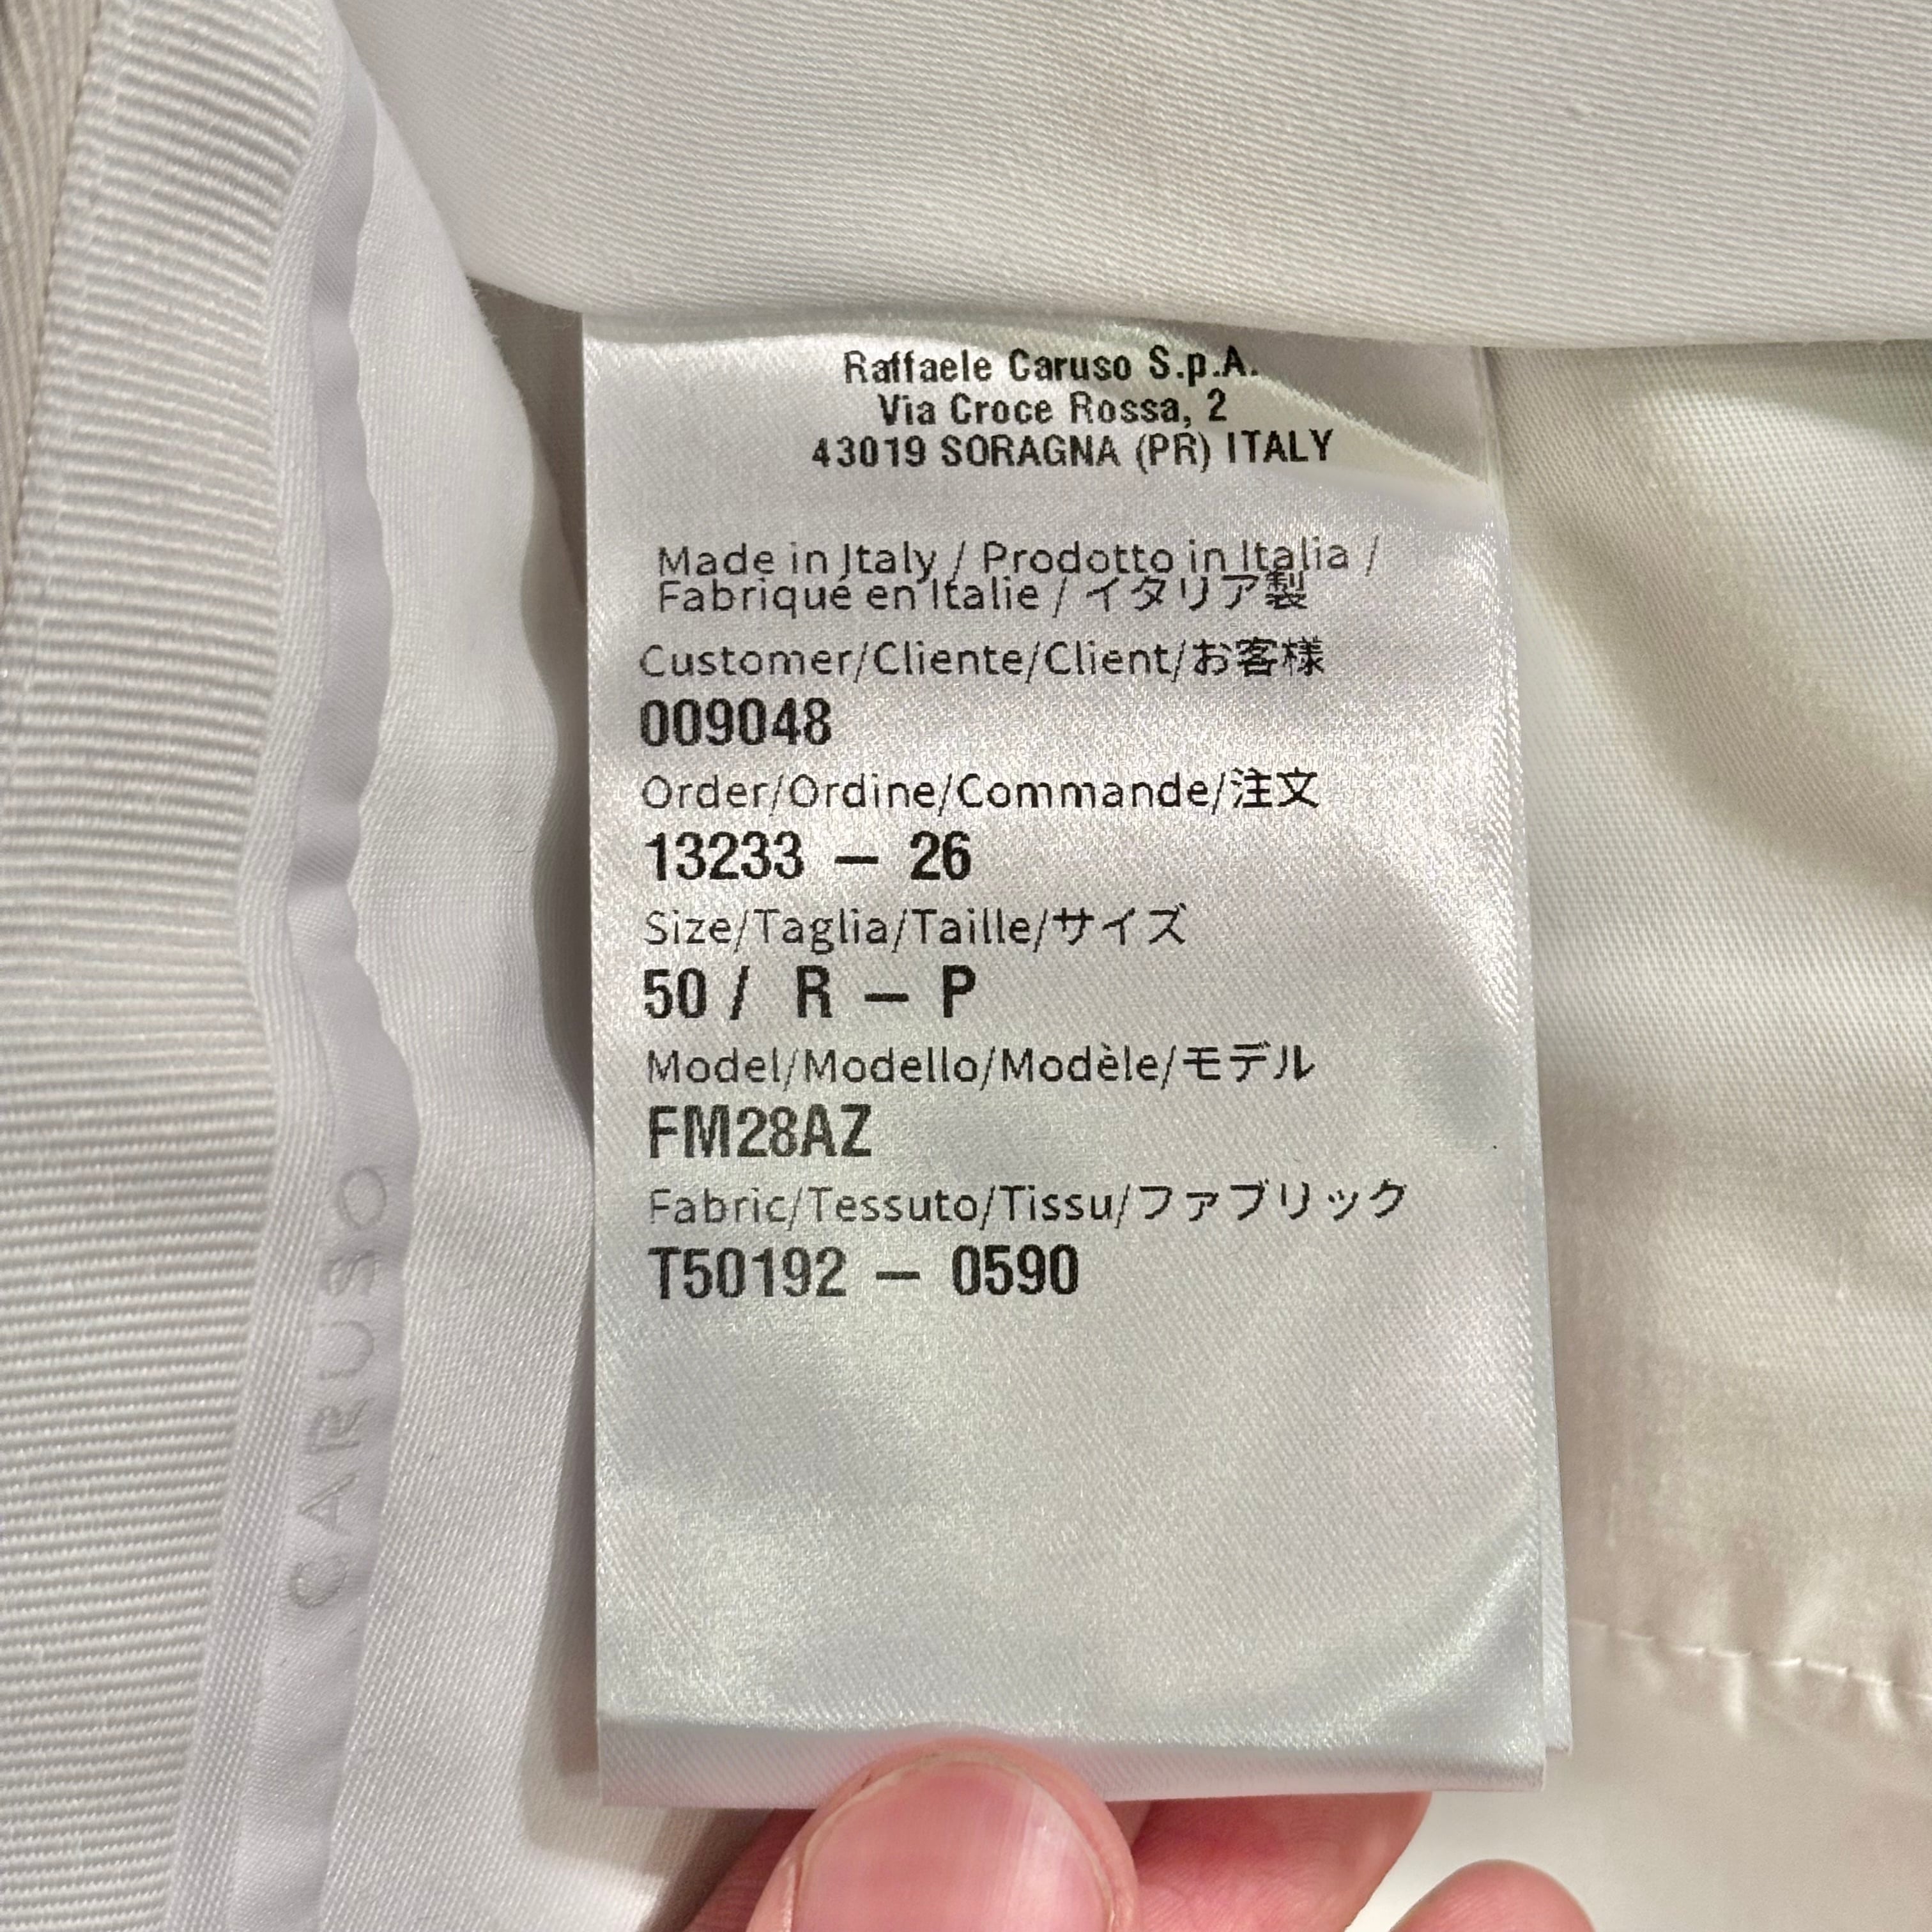 Raffaele Caruso S.p.A.
Via Croce Rossa, 2
43019 SORAGNA (PR) ITALY
Made in Italy / Prodotto in Italia /
Fabriqué en Italie / イタリア製
Customer/Cliente/Client/お客様
009048
Order/Ordine/Commande/注文
13233 – 26
Size/Taglia/Taille/サイズ
50 / R – P
Model/Modello/Modèle/モデル
FM28AZ
Fabric/Tessuto/Tissu/ファブリック
T50192 – 0590
CARUSO